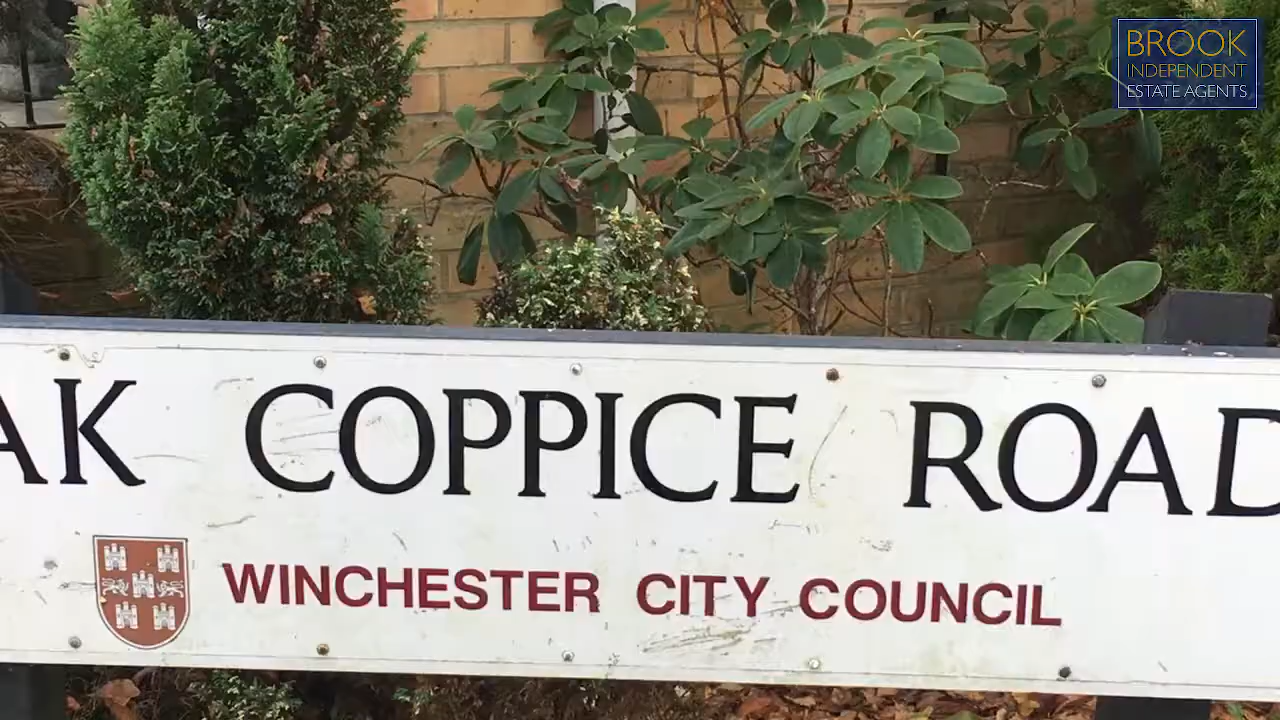 BROOK
INDEPENDENT
ESTATE AGENTS
AK COPPICE ROAD
WINCHESTER CITY COUNCIL